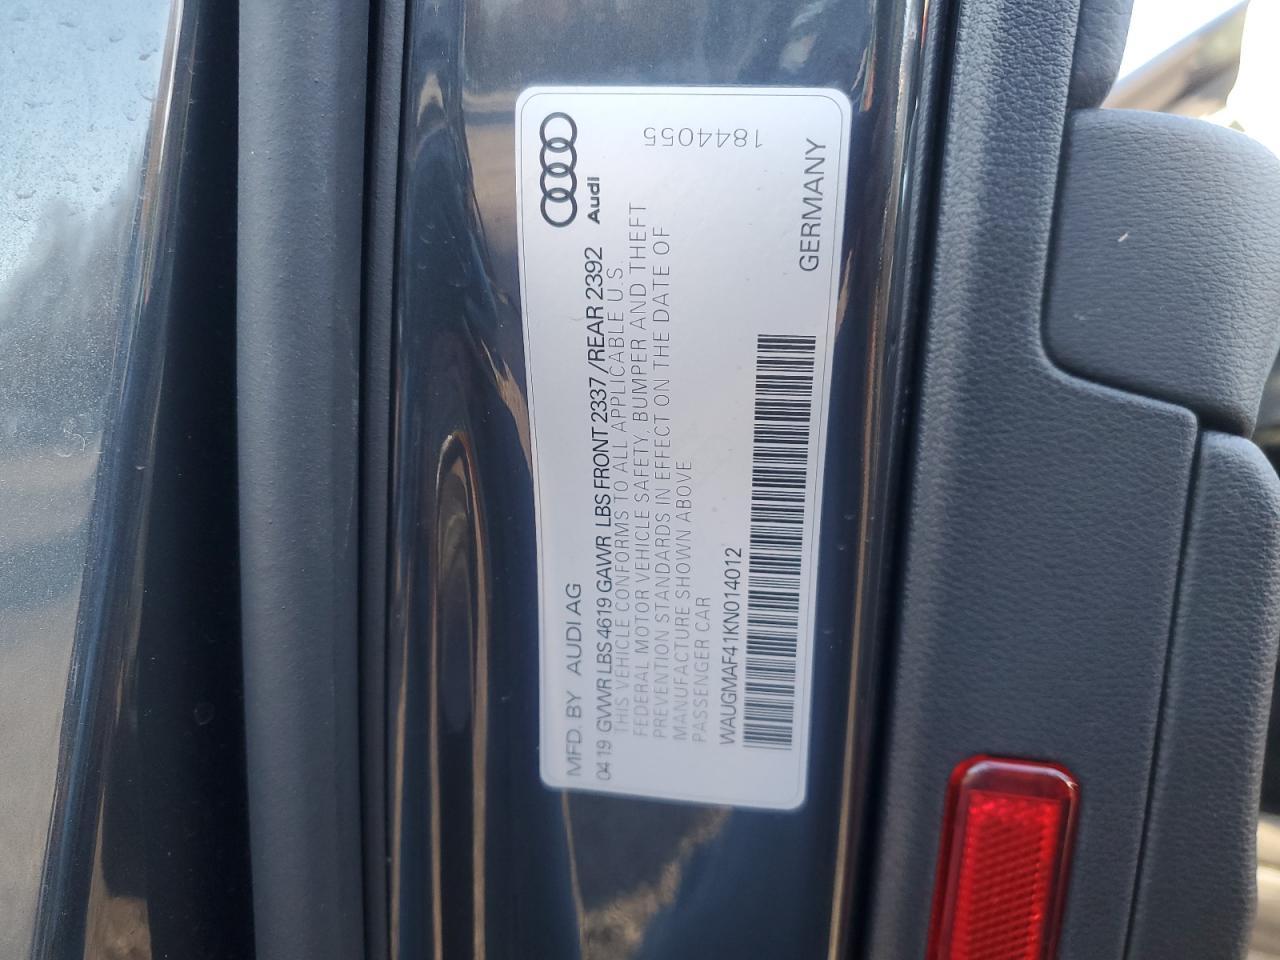 MFD. BY AUDI AG
Audi
04 19 GVWR LBS 4619 GAWR LBS FRONT 2337 / REAR 2392
THIS VEHICLE CONFORMS TO ALL APPLICABLE U.S.
FEDERAL MOTOR VEHICLE SAFETY, BUMPER AND THEFT
PREVENTION STANDARDS IN EFFECT ON THE DATE OF
MANUFACTURE SHOWN ABOVE
PASSENGER CAR
WAUGMAF41KN014012
1844055
GERMANY